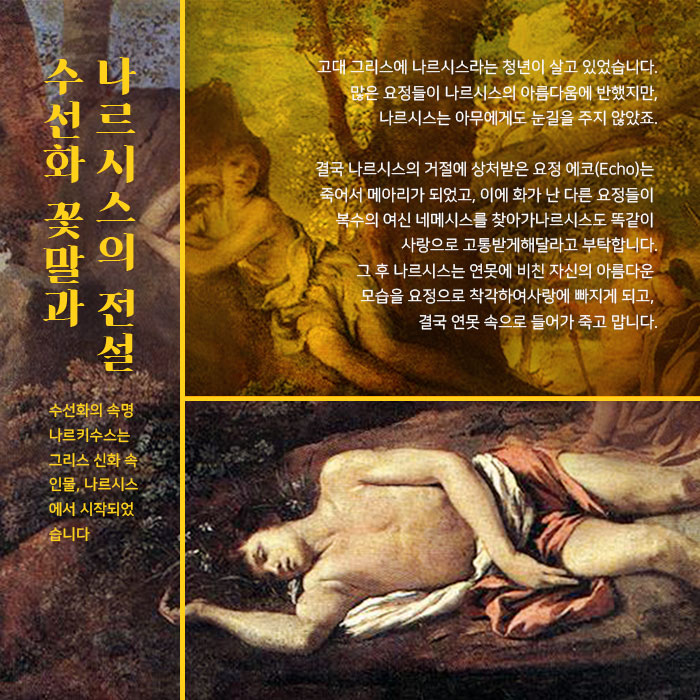 수선화 꽃말과
나르시스의 전설
수선화의 속명
나르키수스는
그리스 신화 속
인물, 나르시스
에서 시작되었
습니다
고대 그리스에 나르시스라는 청년이 살고 있었습니다.
많은 요정들이 나르시스의 아름다움에 반했지만,
나르시스는 아무에게도 눈길을 주지 않았죠.
결국 나르시스의 거절에 상처받은 요정 에코(Echo)는
죽어서 메아리가 되었고, 이에 화가 난 다른 요정들이
복수의 여신 네메시스를 찾아가나르시스도 똑같이
사랑으로 고통받게해달라고 부탁합니다.
그 후 나르시스는 연못에 비친 자신의 아름다운
모습을 요정으로 착각하여사랑에 빠지게 되고,
결국 연못 속으로 들어가 죽고 맙니다.